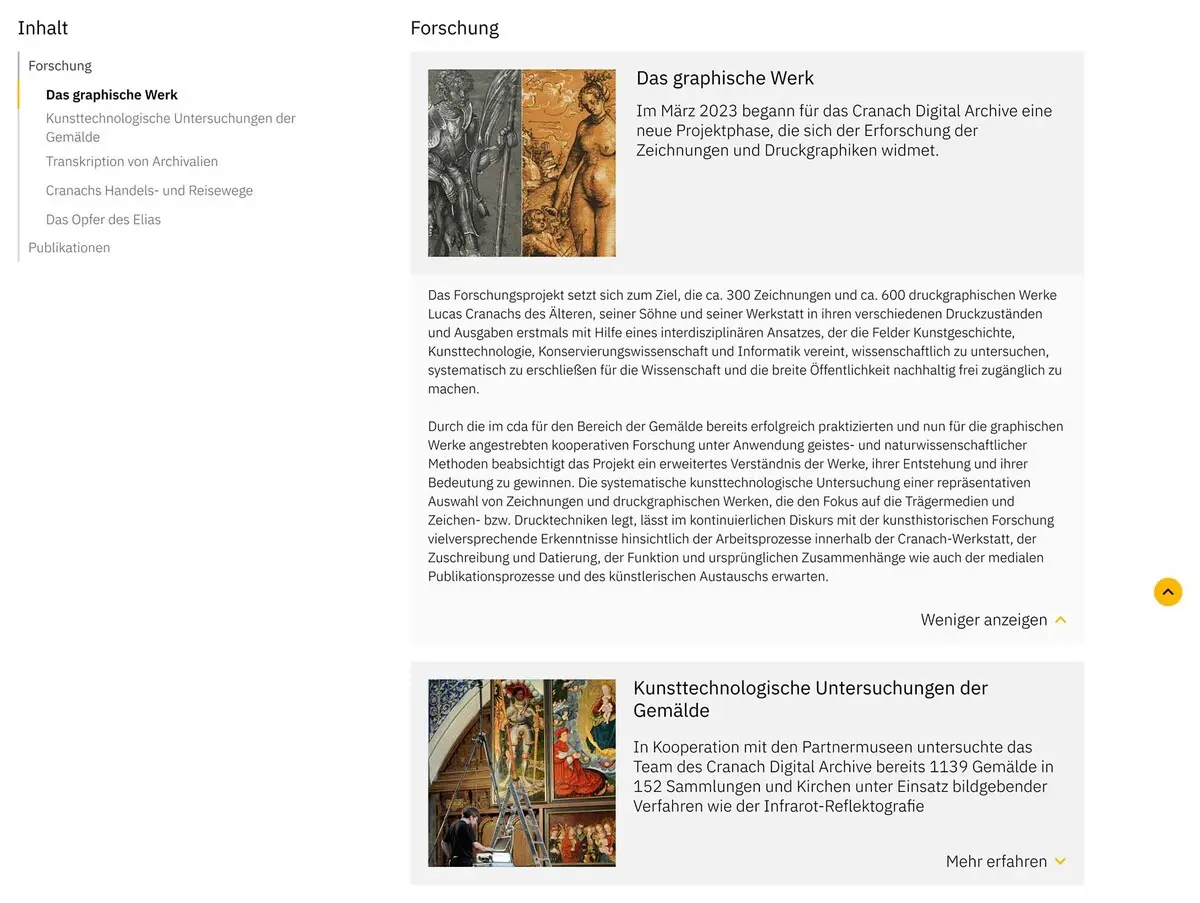 Inhalt
Forschung
Das graphische Werk
Kunsttechnologische Untersuchungen der
Gemälde
Transkription von Archivalien
Cranachs Handels- und Reisewege
Das Opfer des Elias
Publikationen
Forschung
Das graphische Werk
Im März 2023 begann für das Cranach Digital Archive eine
neue Projektphase, die sich der Erforschung der
Zeichnungen und Druckgraphiken widmet.
Das Forschungsprojekt setzt sich zum Ziel, die ca. 300 Zeichnungen und ca. 600 druckgraphischen Werke
Lucas Cranachs des Älteren, seiner Söhne und seiner Werkstatt in ihren verschiedenen Druckzuständen
und Ausgaben erstmals mit Hilfe eines interdisziplinären Ansatzes, der die Felder Kunstgeschichte,
Kunsttechnologie, Konservierungswissenschaft und Informatik vereint, wissenschaftlich zu untersuchen,
systematisch zu erschließen für die Wissenschaft und die breite Öffentlichkeit nachhaltig frei zugänglich zu
machen.
Durch die im cda für den Bereich der Gemälde bereits erfolgreich praktizierten und nun für die graphischen
Werke angestrebten kooperativen Forschung unter Anwendung geistes- und naturwissenschaftlicher
Methoden beabsichtigt das Projekt ein erweitertes Verständnis der Werke, ihrer Entstehung und ihrer
Bedeutung zu gewinnen. Die systematische kunsttechnologische Untersuchung einer repräsentativen
Auswahl von Zeichnungen und druckgraphischen Werken, die den Fokus auf die Trägermedien und
Zeichen- bzw. Drucktechniken legt, lässt im kontinuierlichen Diskurs mit der kunsthistorischen Forschung
vielversprechende Erkenntnisse hinsichtlich der Arbeitsprozesse innerhalb der Cranach-Werkstatt, der
Zuschreibung und Datierung, der Funktion und ursprünglichen Zusammenhänge wie auch der medialen
Publikationsprozesse und des künstlerischen Austauschs erwarten.
Weniger anzeigen
Kunsttechnologische Untersuchungen der
Gemälde
In Kooperation mit den Partnermuseen untersuchte das
Team des Cranach Digital Archive bereits 1139 Gemälde in
152 Sammlungen und Kirchen unter Einsatz bildgebender
Verfahren wie der Infrarot-Reflektografie
Mehr erfahren